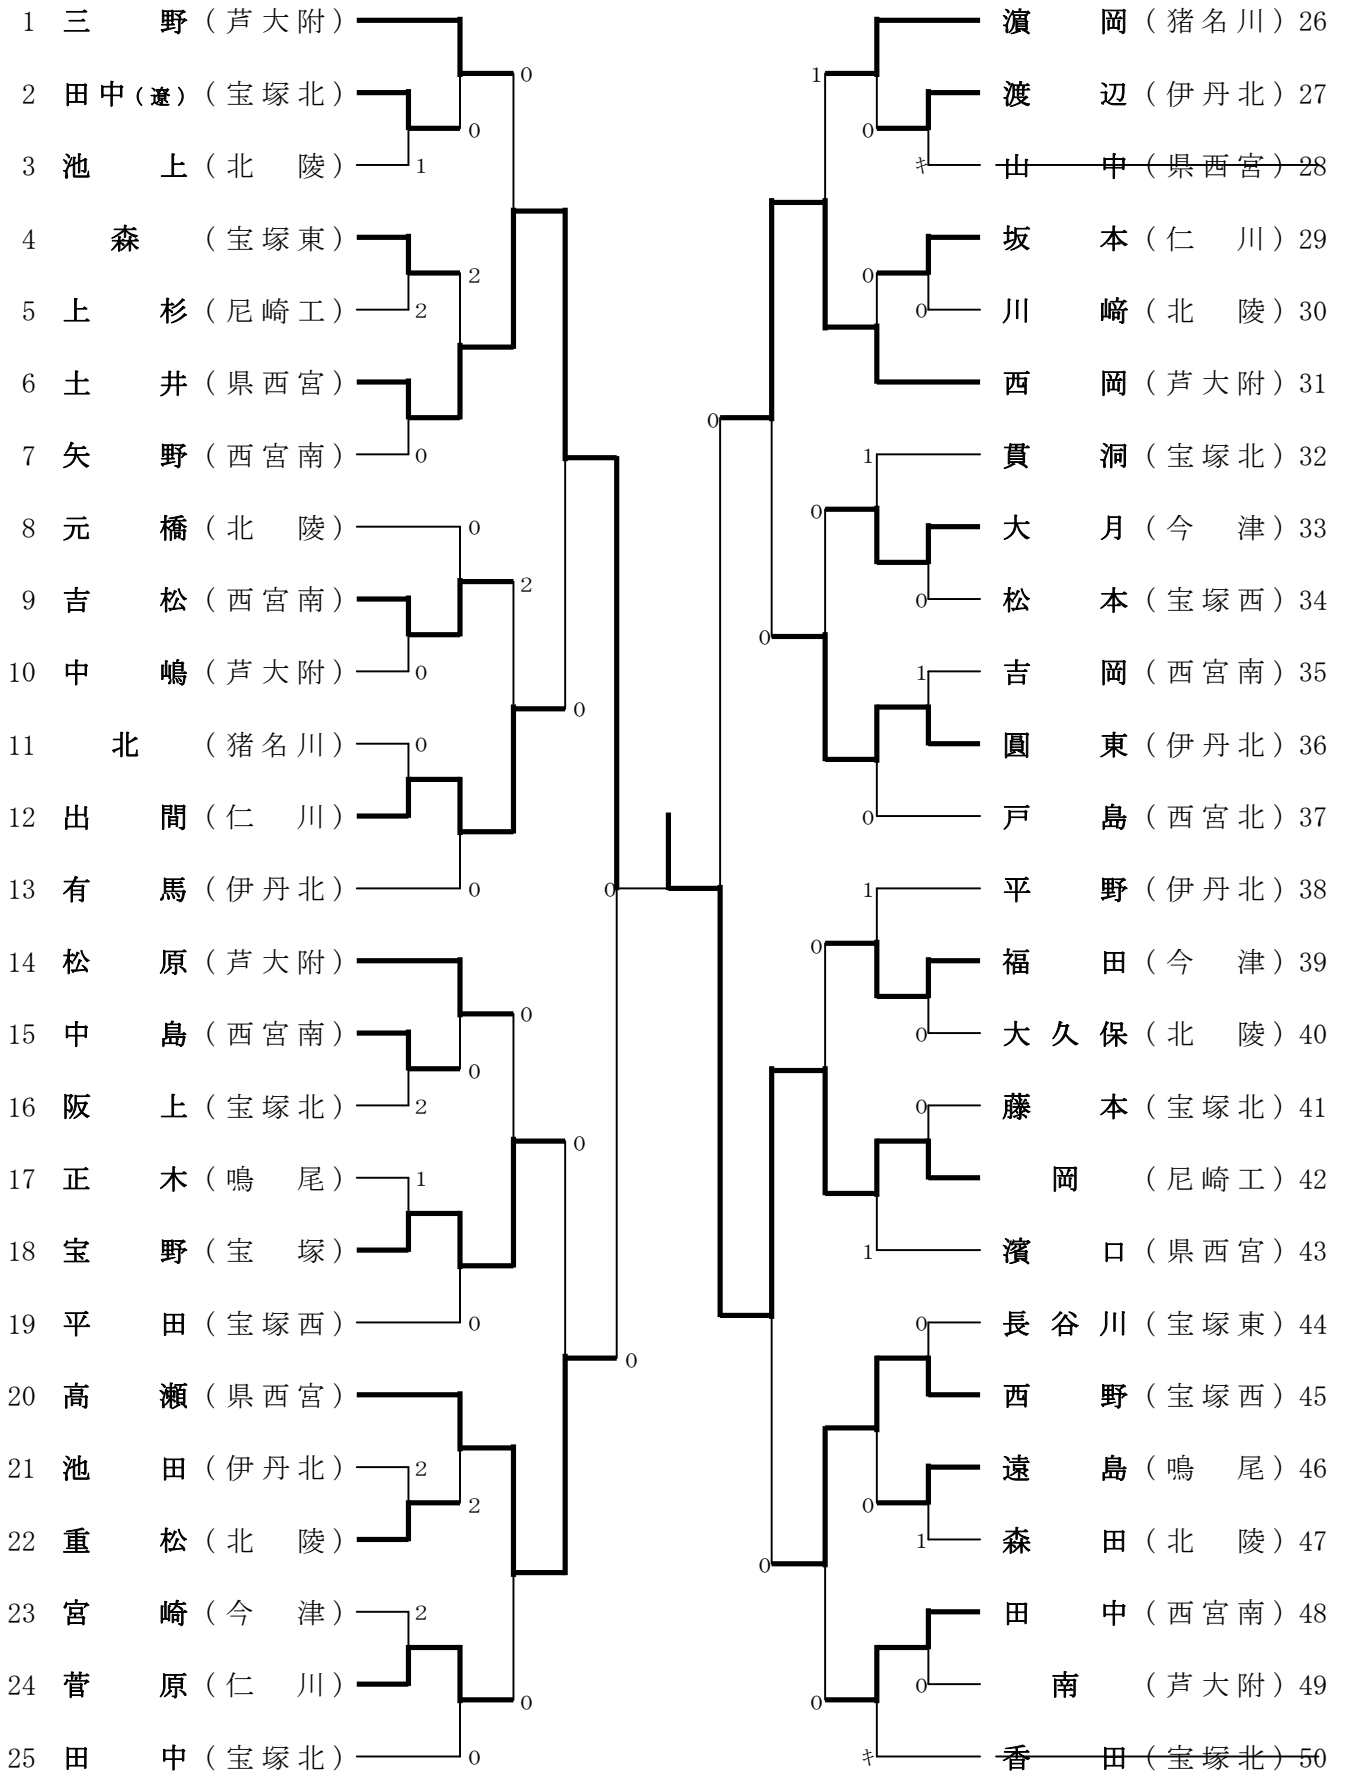 1 三 野 (芦大附)
0
2 田中(遼) (宝塚北)
0
3 池 上 (北 陵) 1
4 森 (宝塚東)
2
5 上 杉 (尼崎工) 2
6 土 井 (県西宮)
7 矢 野 (西宮南) 0
8 元 橋 (北 陵) 0
2
9 吉 松 (西宮南)
10 中 嶋 (芦大附) 0
0
11 北 (猪名川) 0
12 出 間 (仁 川)
13 有 馬 (伊丹北) 0
0
14 松 原 (芦大附)
0
15 中 島 (西宮南)
0
16 阪 上 (宝塚北) 2
0
17 正 木 (鳴 尾) 1
18 宝 野 (宝 塚)
19 平 田 (宝塚西) 0
0
20 高 瀬 (県西宮)
21 池 田 (伊丹北) 2
2
22 重 松 (北 陵)
23 宮 崎 (今 津) 2
24 菅 原 (仁 川)
0
25 田 中 (宝塚北) 0
濵 岡 (猪名川) 26
1
渡 辺 (伊丹北) 27
0
キ 山 中 (県西宮) 28
坂 本 (仁 川) 29
0
0 川 﨑 (北 陵) 30
西 岡 (芦大附) 31
0
1 貫 洞 (宝塚北) 32
0
大 月 (今 津) 33
0 松 本 (宝塚西) 34
0
1 吉 岡 (西宮南) 35
圓 東 (伊丹北) 36
0 戸 島 (西宮北) 37
1 平 野 (伊丹北) 38
0
福 田 (今 津) 39
0 大久保 (北 陵) 40
0 藤 本 (宝塚北) 41
岡 (尼崎工) 42
1 濱 口 (県西宮) 43
0 長谷川 (宝塚東) 44
西 野 (宝塚西) 45
遠 島 (鳴 尾) 46
0
1 森 田 (北 陵) 47
0
田 中 (西宮南) 48
0 南 (芦大附) 49
0
キ 香 田 (宝塚北) 50